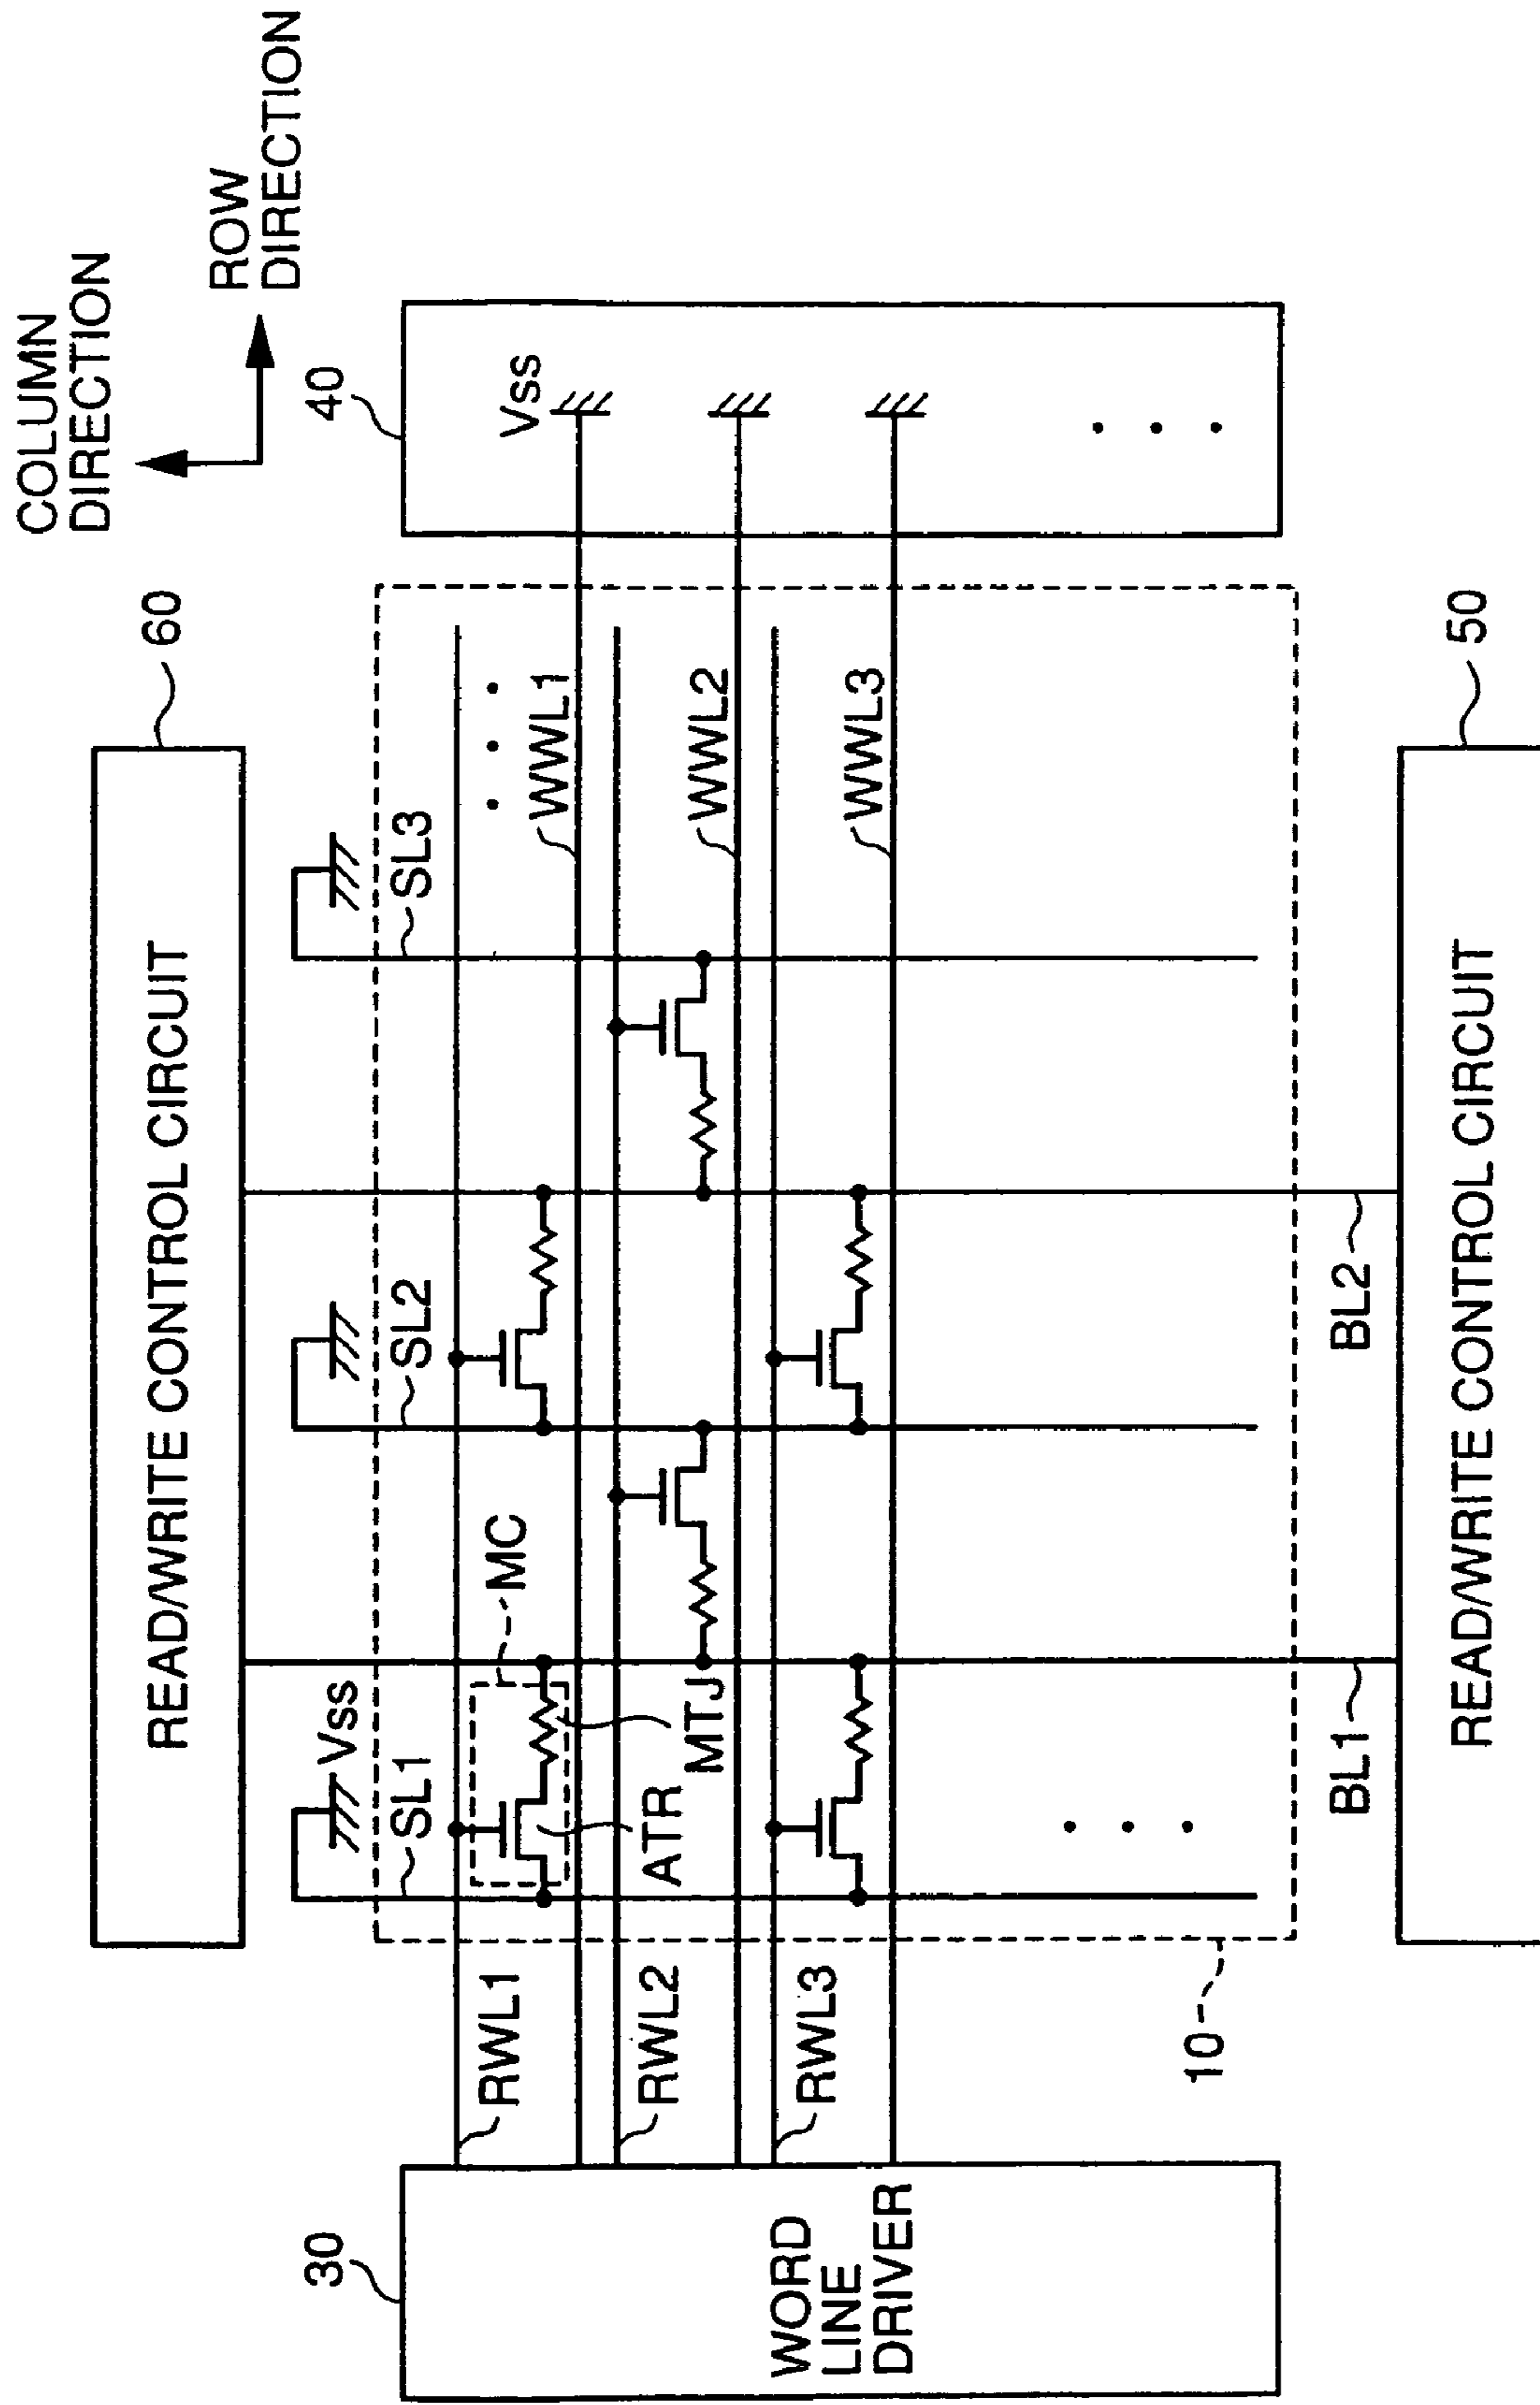 COLUMN
DIRECTION
ROW
DIRECTION
60
READ/WRITE CONTROL CIRCUIT
30
WORD
LINE
DRIVER
40
Vss
Vss
SL1
SL2
SL3
RWL1
MC
WWL1
ATR
MTJ
RWL2
WWL2
RWL3
WWL3
10
BL1
BL2
50
READ/WRITE CONTROL CIRCUIT